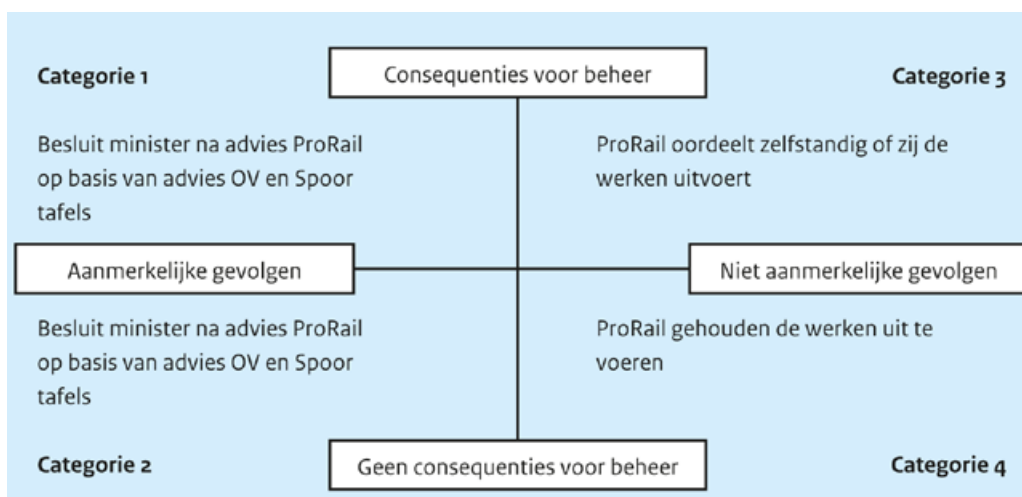 Categorie 1
Consequenties voor beheer
Categorie 3
Besluit minister na advies ProRail
op basis van advies OV en Spoor
tafels
ProRail oordeelt zelfstandig of zij de
werken uitvoert
Aanmerkelijke gevolgen
Niet aanmerkelijke gevolgen
Besluit minister na advies ProRail
op basis van advies OV en Spoor
tafels
ProRail gehouden de werken uit te
voeren
Categorie 2
Geen consequenties voor beheer
Categorie 4